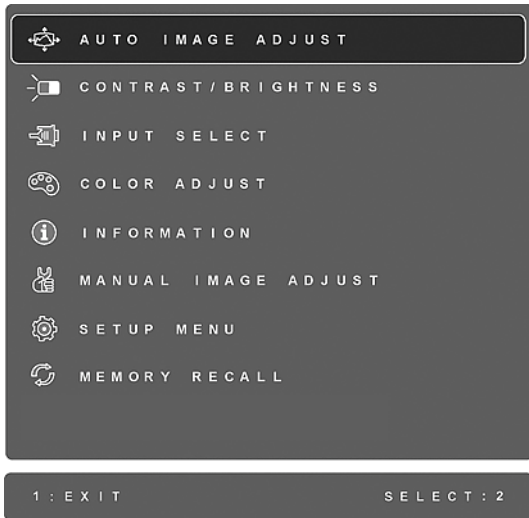 AUTO IMAGE ADJUST
CONTRAST/BRIGHTNESS
INPUT SELECT
COLOR ADJUST
INFORMATION
MANUAL IMAGE ADJUST
SETUP MENU
MEMORY RECALL
1:EXIT SELECT:2